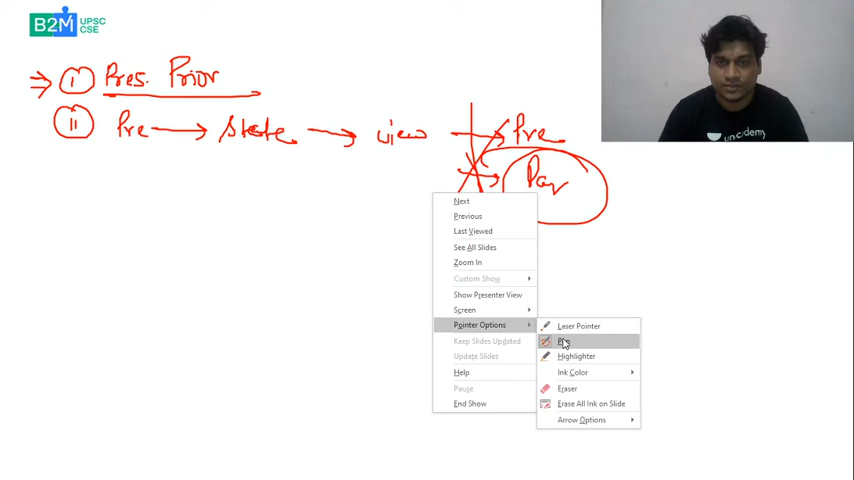 B2M UPSC
CSE
⇒ I Pres. Prior
II Pre → State → view → Pre
→ Par
unacademy
Next
Previous
Last Viewed
See All Slides
Zoom In
Custom Show
Show Presenter View
Screen
Pointer Options
Keep Slides Updated
Update Slides
Help
Pause
End Show
Laser Pointer
Pen
Highlighter
Ink Color
Eraser
Erase All Ink on Slide
Arrow Options